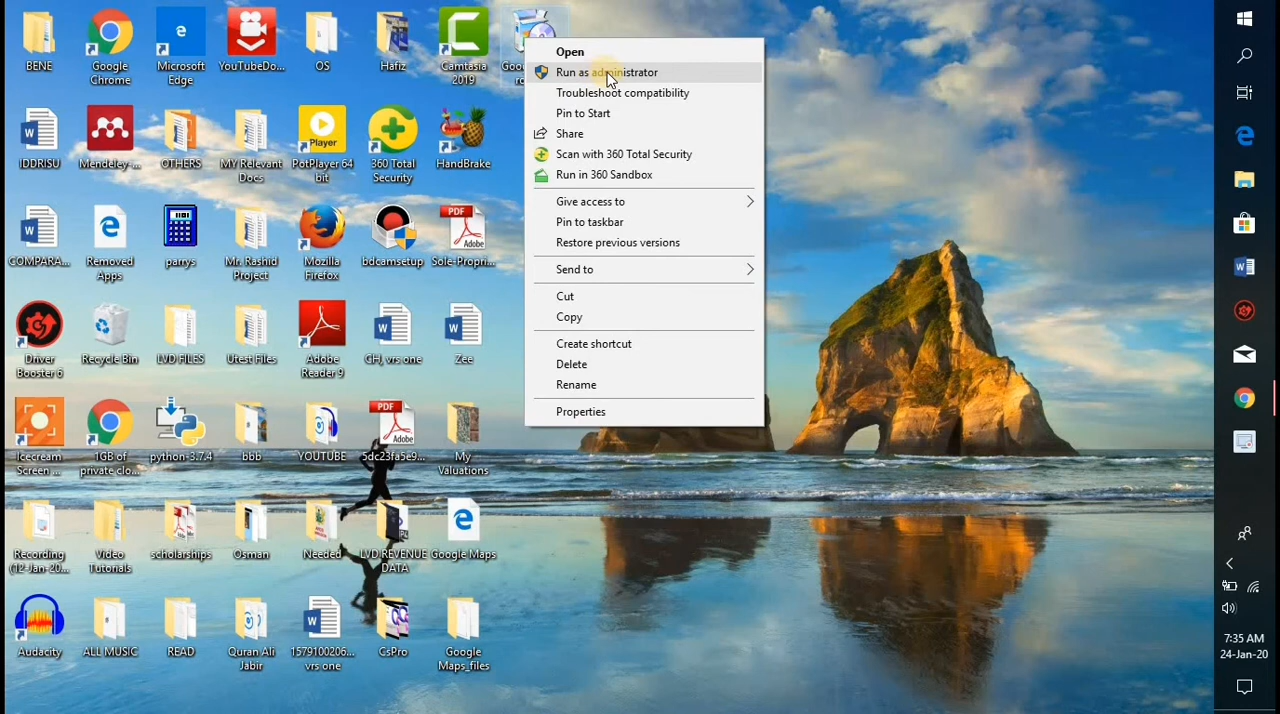 BENE
Google
Chrome
Microsoft
Edge
YouTubeDo...
OS
Hafiz
Camtasia
2019
IDDRISU
Mendeley-...
OTHERS
MY Relevant
Docs
PotPlayer 64
bit
360 Total
Security
HandBrake
COMPARA...
Removed
Apps
parrys
Mr. Rashid
Project
Mozilla
Firefox
bdcamsetup
Sole-Propri...
Driver
Booster 6
Recycle Bin
LVD FILES
Utest Files
Adobe
Reader 9
CH, vrs one
Zee
Icecream
Screen ...
1GB of
private clo...
python-3.7.4
bbb
YOUTUBE
5dc23fa5e9...
My
Valuations
Recording
(12-Jan-20...
Video
Tutorials
scholarships
Osman
Needed
LVD REVENUE
DATA
Google Maps
Audacity
ALL MUSIC
READ
Quran Ali
Jabir
1579100206...
vrs one
CsPro
Google
Maps_files
Open
Run as administrator
Troubleshoot compatibility
Pin to Start
Share
Scan with 360 Total Security
Run in 360 Sandbox
Give access to
Pin to taskbar
Restore previous versions
Send to
Cut
Copy
Create shortcut
Delete
Rename
Properties
7:35 AM
24-Jan-20